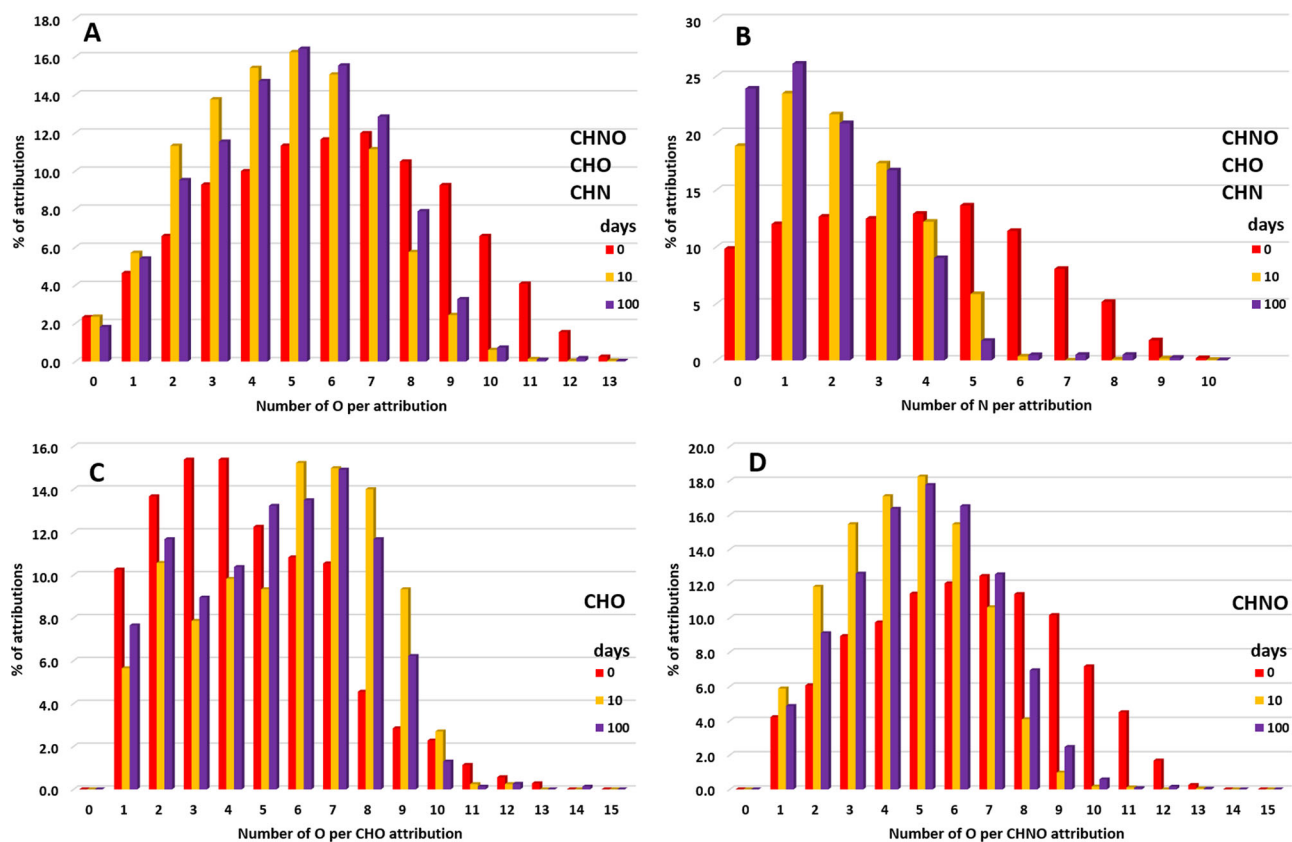 A
18.0
16.0
14.0
12.0
10.0
8.0
6.0
4.0
2.0
0.0
% of attributions
0 1 2 3 4 5 6 7 8 9 10 11 12 13
Number of O per attribution
CHNO
CHO
CHN
days
0
10
100
B
30
25
20
15
10
5
0
% of attributions
0 1 2 3 4 5 6 7 8 9 10
Number of N per attribution
CHNO
CHO
CHN
days
0
10
100
C
16.0
14.0
12.0
10.0
8.0
6.0
4.0
2.0
0.0
% of attributions
0 1 2 3 4 5 6 7 8 9 10 11 12 13 14 15
Number of O per CHO attribution
CHO
days
0
10
100
D
20.0
18.0
16.0
14.0
12.0
10.0
8.0
6.0
4.0
2.0
0.0
% of attributions
0 1 2 3 4 5 6 7 8 9 10 11 12 13 14 15
Number of O per CHNO attribution
CHNO
days
0
10
100